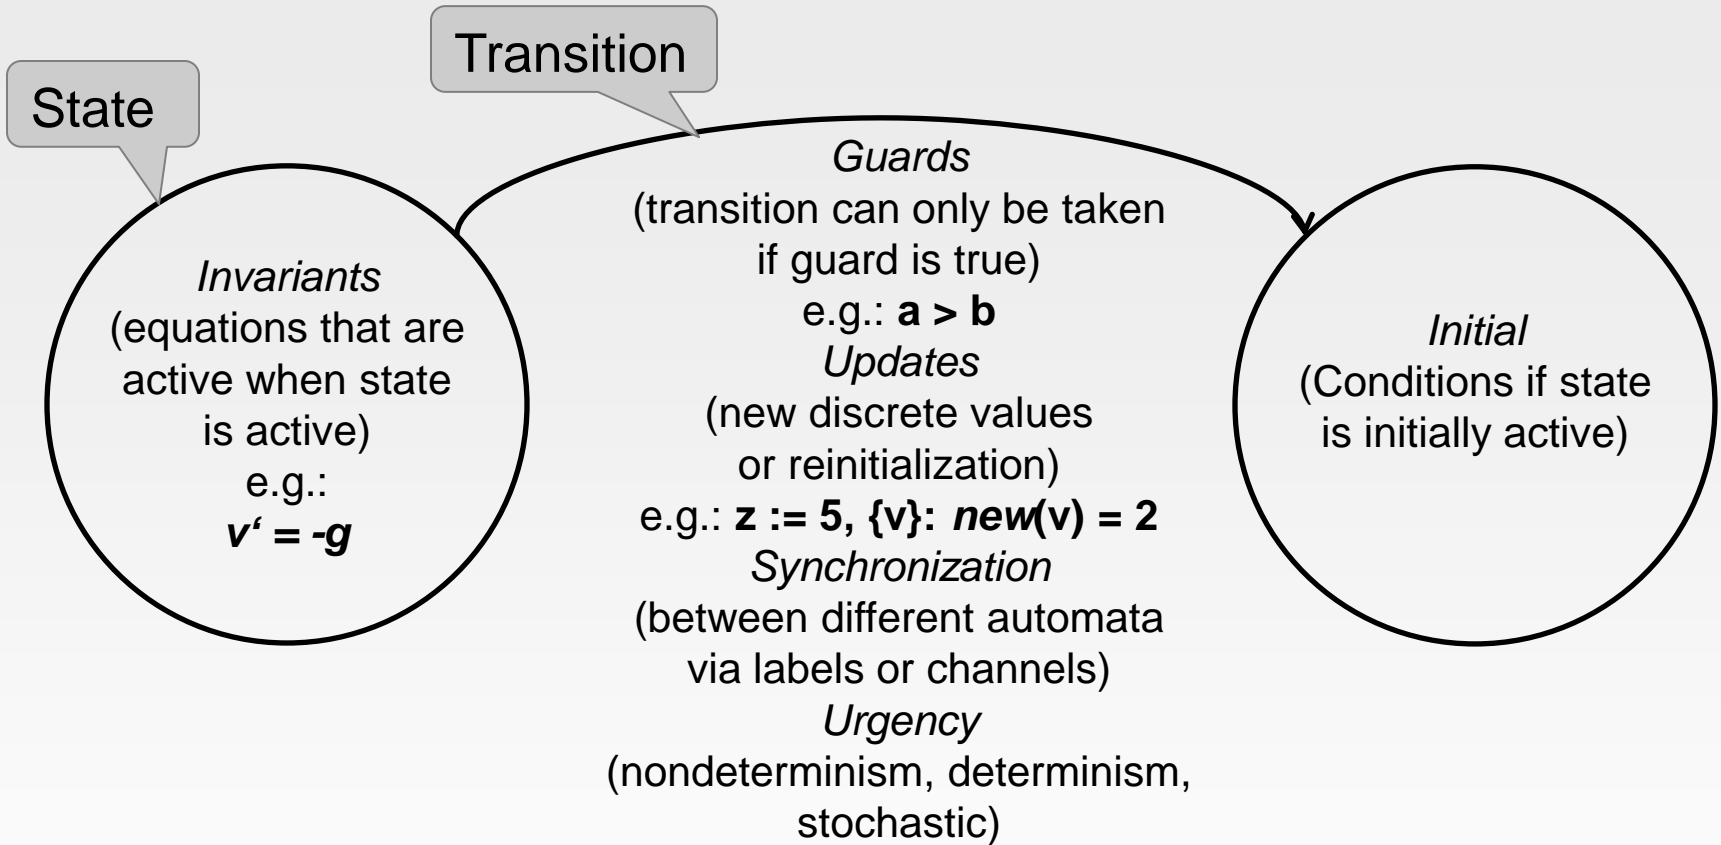 State
Transition
Invariants
(equations that are
active when state
is active)
e.g.:
v‘ = -g
Guards
(transition can only be taken
if guard is true)
e.g.: a > b
Updates
(new discrete values
or reinitialization)
e.g.: z := 5, {v}: new(v) = 2
Synchronization
(between different automata
via labels or channels)
Urgency
(nondeterminism, determinism,
stochastic)
Initial
(Conditions if state
is initially active)